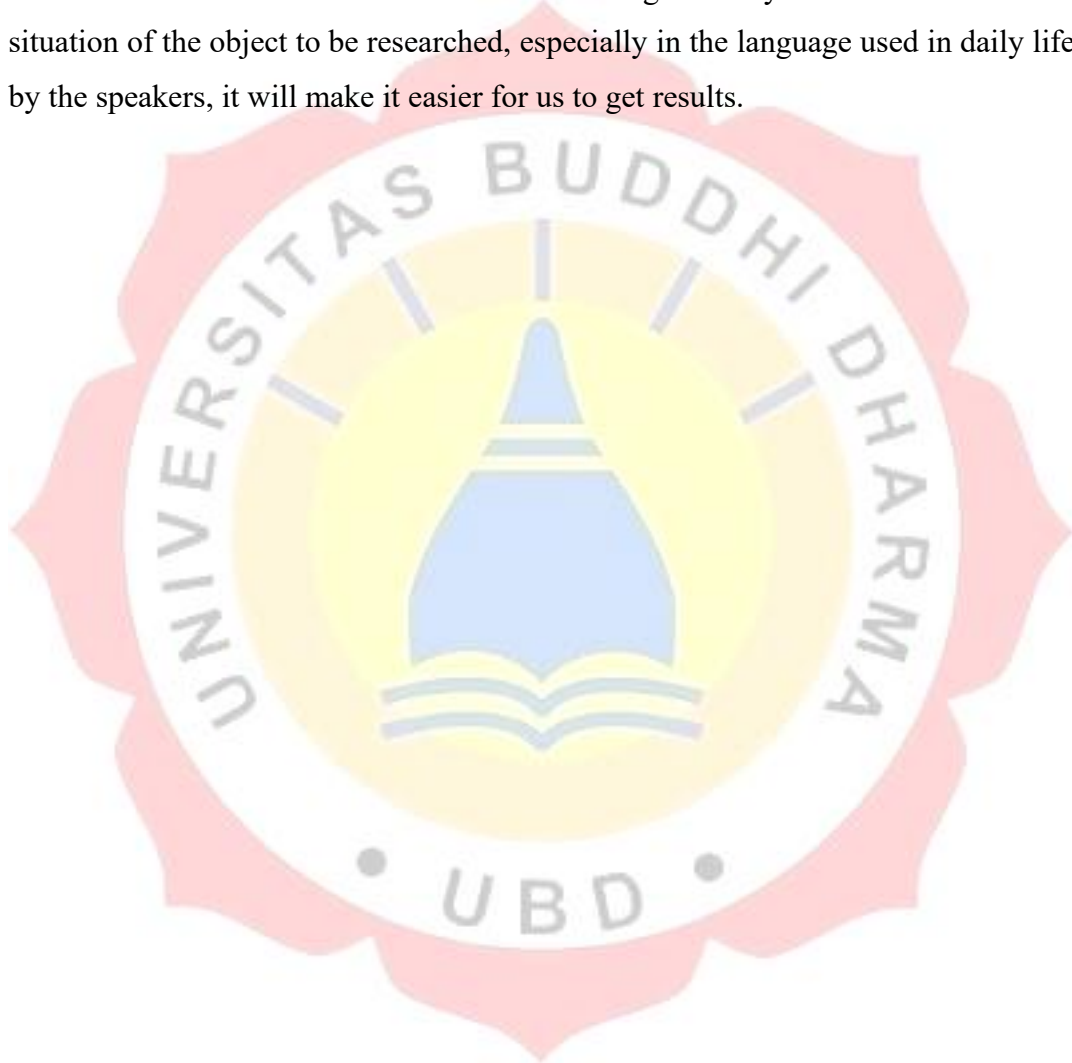 situation of the object to be researched, especially in the language used in daily life
by the speakers, it will make it easier for us to get results.
UNIVERSITAS BUDDHI DHARMA
• UBD •